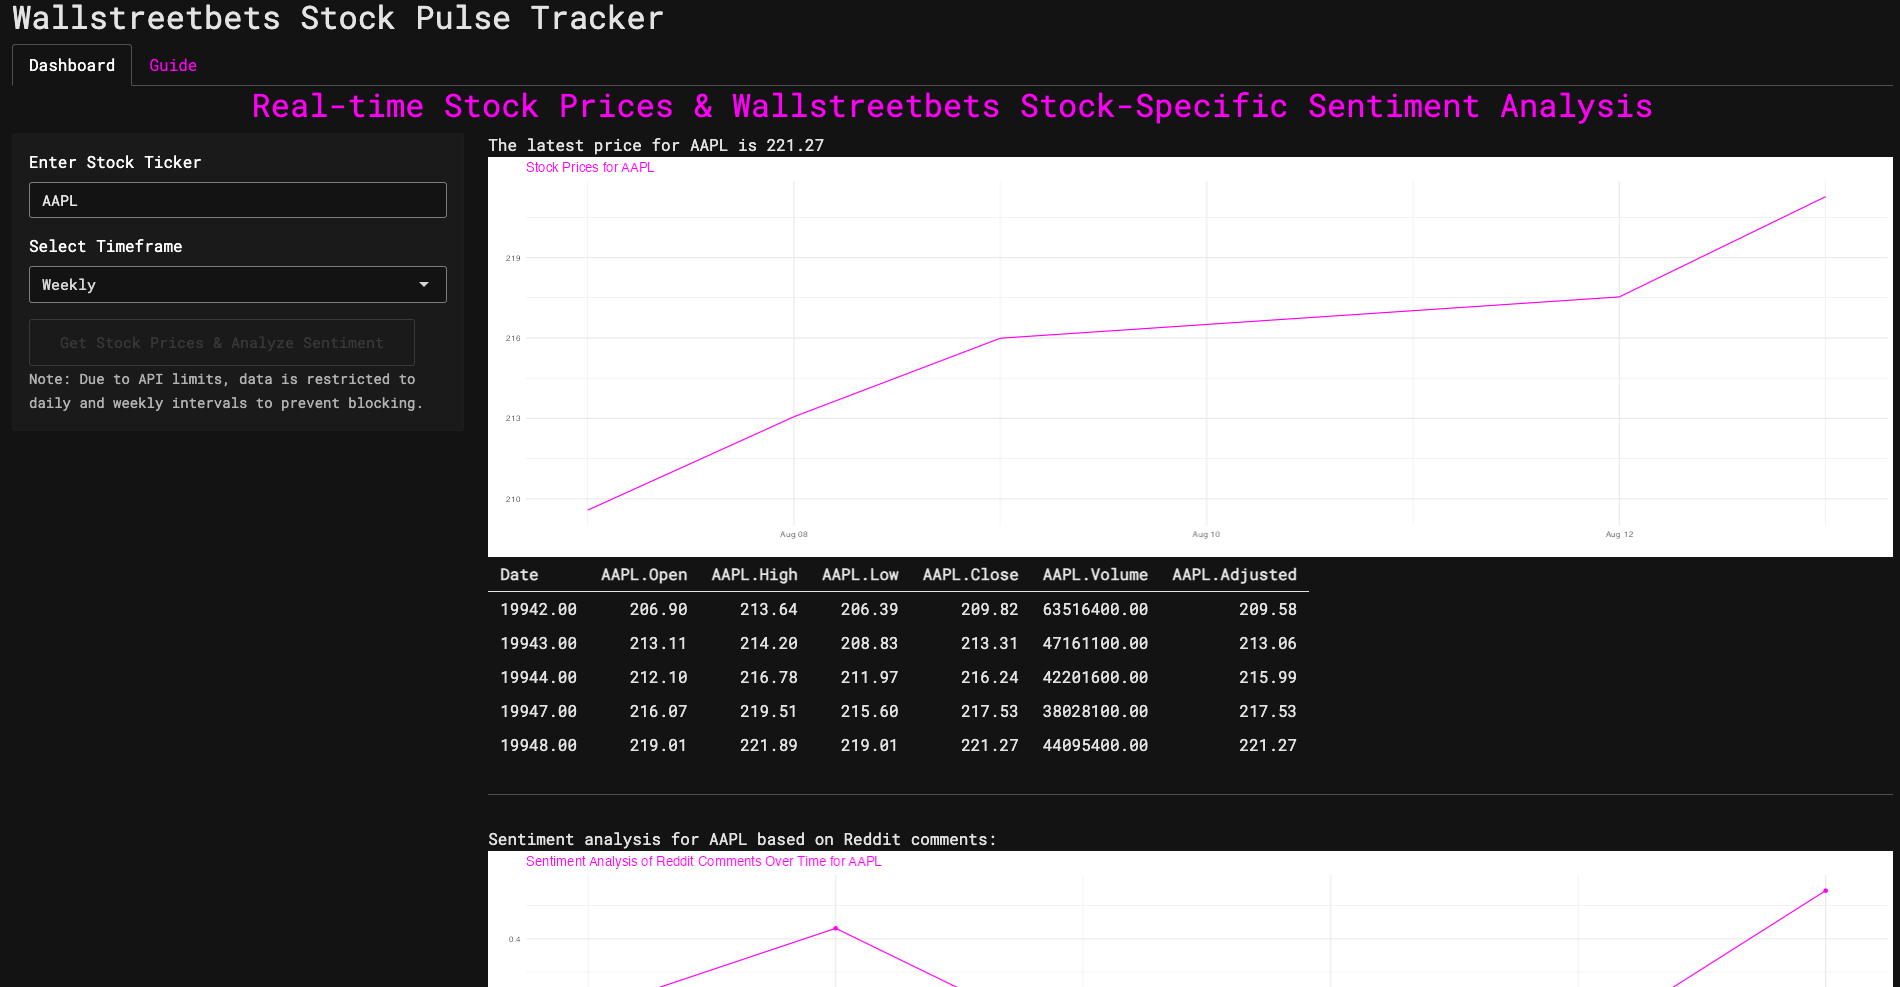 Wallstreetbets Stock Pulse Tracker
Dashboard Guide
Real-time Stock Prices & Wallstreetbets Stock-Specific Sentiment Analysis
Enter Stock Ticker
AAPL
Select Timeframe
Weekly
Get Stock Prices & Analyze Sentiment
Note: Due to API limits, data is restricted to
daily and weekly intervals to prevent blocking.
The latest price for AAPL is 221.27
Stock Prices for AAPL
219
216
213
210
Aug 08 Aug 10 Aug 12
Date AAPL.Open AAPL.High AAPL.Low AAPL.Close AAPL.Volume AAPL.Adjusted
19942.00 206.90 213.64 206.39 209.82 63516400.00 209.58
19943.00 213.11 214.20 208.83 213.31 47161100.00 213.06
19944.00 212.10 216.78 211.97 216.24 42201600.00 215.99
19947.00 216.07 219.51 215.60 217.53 38028100.00 217.53
19948.00 219.01 221.89 219.01 221.27 44095400.00 221.27
Sentiment analysis for AAPL based on Reddit comments:
Sentiment Analysis of Reddit Comments Over Time for AAPL
0.4